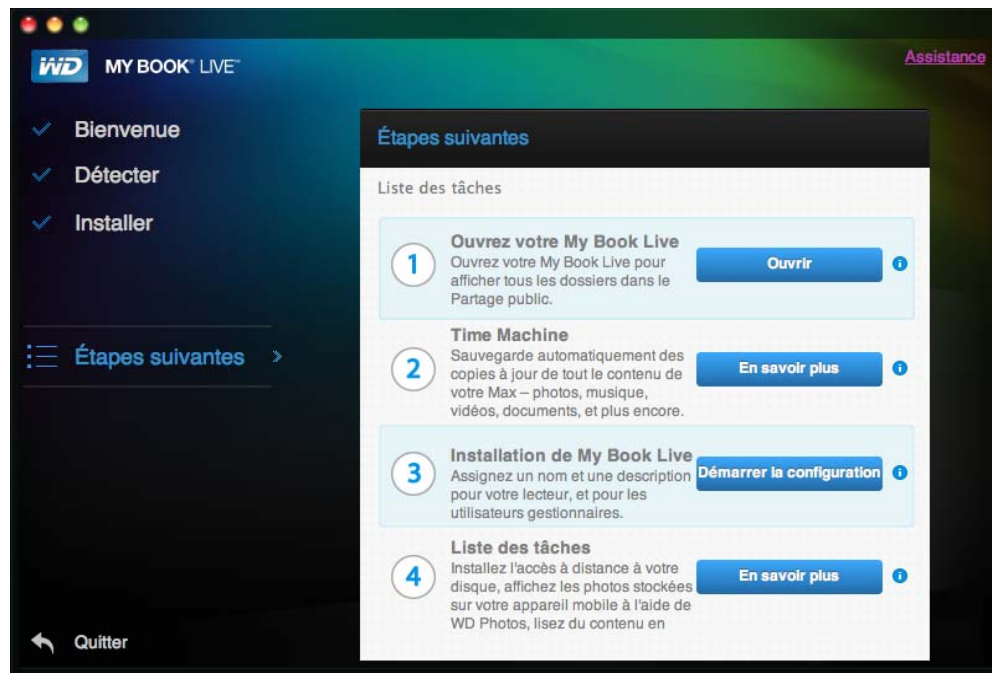 WD MY BOOK® LIVE™
Assistance
Bienvenue
Détecter
Installer
Étapes suivantes
Quitter
Étapes suivantes
Liste des tâches
1
Ouvrez votre My Book Live
Ouvrez votre My Book Live pour
afficher tous les dossiers dans le
Partage public.
Ouvrir
2
Time Machine
Sauvegarde automatiquement des
copies à jour de tout le contenu de
votre Max – photos, musique,
vidéos, documents, et plus encore.
En savoir plus
3
Installation de My Book Live
Assignez un nom et une description
pour votre lecteur, et pour les
utilisateurs gestionnaires.
Démarrer la configuration
4
Liste des tâches
Installez l'accès à distance à votre
disque, affichez les photos stockées
sur votre appareil mobile à l'aide de
WD Photos, lisez du contenu en
En savoir plus